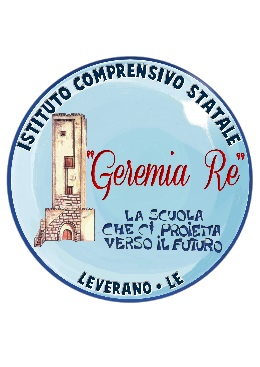 ISTITUTO COMPRENSIVO STATALE
"Geremia Re"
LA SCUOLA
CHE CI PROIETTA
VERSO IL FUTURO
LEVERANO • LE